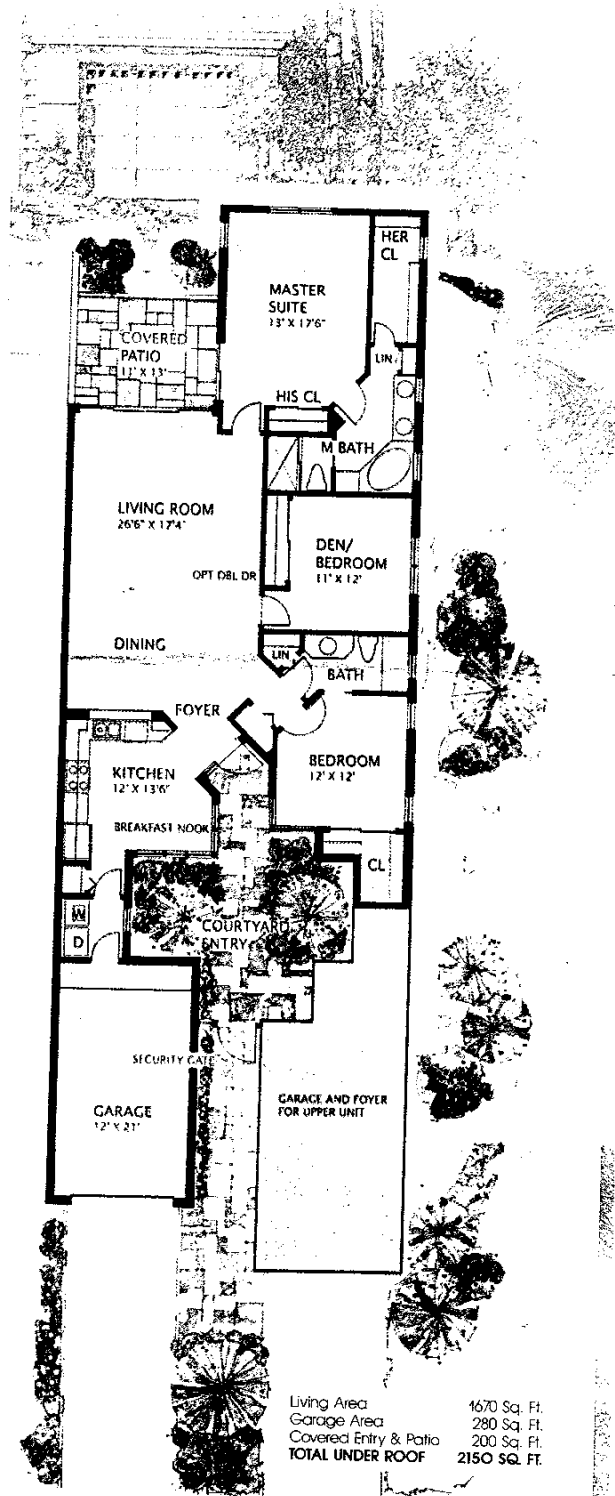 HER
CL
MASTER
SUITE
13' X 17'6"
COVERED
PATIO
11' X 13'
LIN
HIS CL
M BATH
LIVING ROOM
26'6" X 17'4"
DEN/
BEDROOM
11' X 12'
OPT DBL DR
DINING
LIN
BATH
FOYER
BEDROOM
12' X 12'
KITCHEN
12' X 13'6"
BREAKFAST NOOK
CL
W
D
COURTYARD
ENTRY
SECURITY GATE
GARAGE
12' X 21'
GARAGE AND FOYER
FOR UPPER UNIT
Living Area 1670 Sq. Ft.
Garage Area 280 Sq. Ft.
Covered Entry & Patio 200 Sq. Ft.
TOTAL UNDER ROOF 2150 SQ. FT.